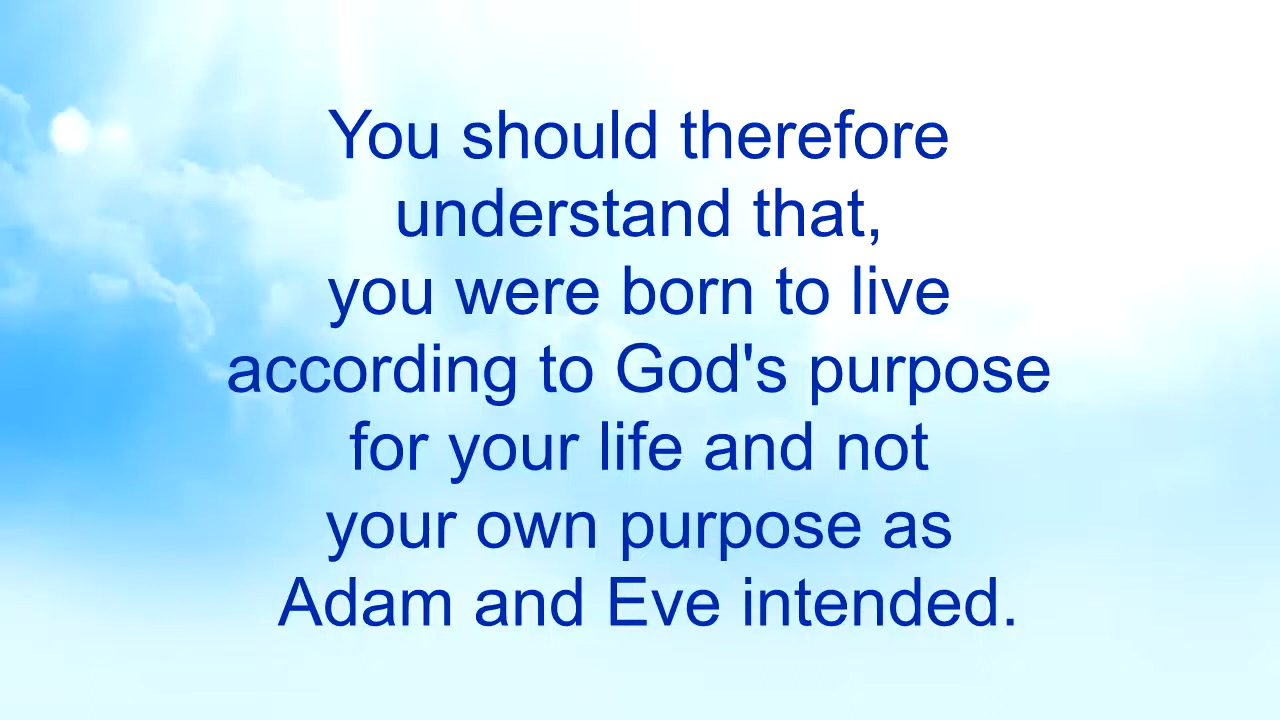 You should therefore
understand that,
you were born to live
according to God's purpose
for your life and not
your own purpose as
Adam and Eve intended.